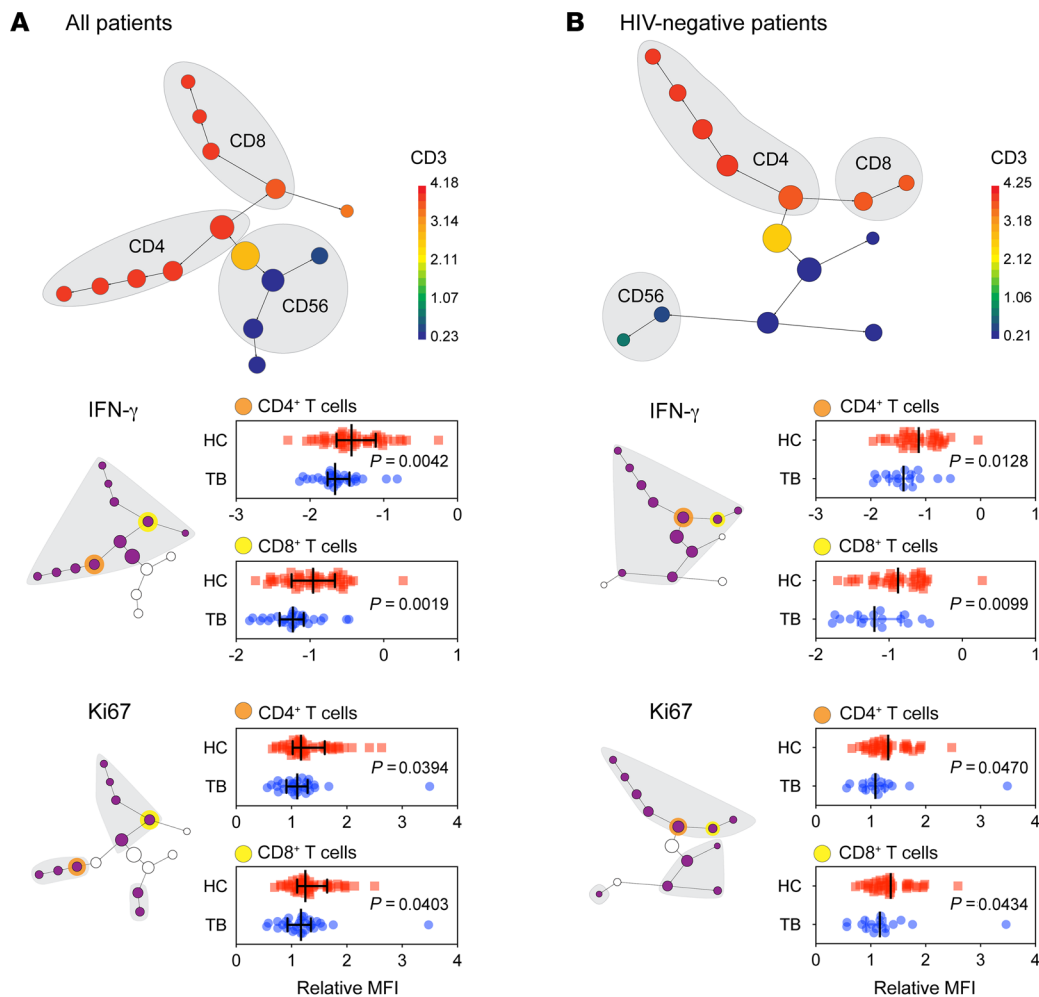 A All patients
CD8
CD4
CD56
CD3
4.18
3.14
2.11
1.07
0.23
IFN-γ
CD4⁺ T cells
HC
TB
P = 0.0042
-3 -2 -1 0
CD8⁺ T cells
HC
TB
P = 0.0019
-2 -1 0 1
Ki67
CD4⁺ T cells
HC
TB
P = 0.0394
0 1 2 3 4
CD8⁺ T cells
HC
TB
P = 0.0403
0 1 2 3 4
Relative MFI
B HIV-negative patients
CD4
CD8
CD56
CD3
4.25
3.18
2.12
1.06
0.21
IFN-γ
CD4⁺ T cells
HC
TB
P = 0.0128
-3 -2 -1 0 1
CD8⁺ T cells
HC
TB
P = 0.0099
-2 -1 0 1
Ki67
CD4⁺ T cells
HC
TB
P = 0.0470
0 1 2 3 4
CD8⁺ T cells
HC
TB
P = 0.0434
0 1 2 3 4
Relative MFI